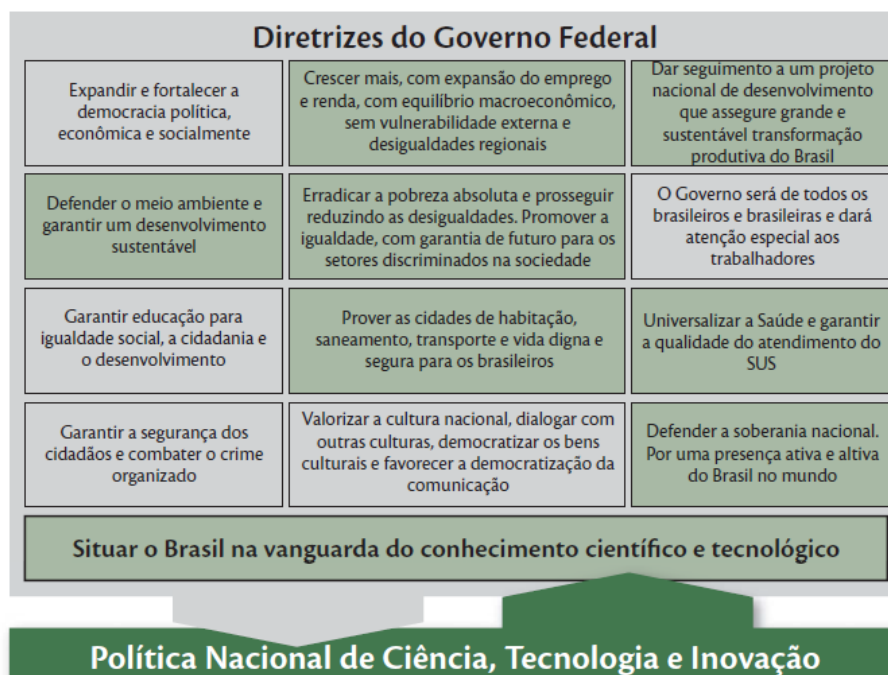 Diretrizes do Governo Federal
Expandir e fortalecer a
democracia política,
econômica e socialmente
Crescer mais, com expansão do emprego
e renda, com equilíbrio macroeconômico,
sem vulnerabilidade externa e
desigualdades regionais
Dar seguimento a um projeto
nacional de desenvolvimento
que assegure grande e
sustentável transformação
produtiva do Brasil
Defender o meio ambiente e
garantir um desenvolvimento
sustentável
Erradicar a pobreza absoluta e prosseguir
reduzindo as desigualdades. Promover a
igualdade, com garantia de futuro para os
setores discriminados na sociedade
O Governo será de todos os
brasileiros e brasileiras e dará
atenção especial aos
trabalhadores
Garantir educação para
igualdade social, a cidadania e
o desenvolvimento
Prover as cidades de habitação,
saneamento, transporte e vida digna e
segura para os brasileiros
Universalizar a Saúde e garantir
a qualidade do atendimento do
SUS
Garantir a segurança dos
cidadãos e combater o crime
organizado
Valorizar a cultura nacional, dialogar com
outras culturas, democratizar os bens
culturais e favorecer a democratização da
comunicação
Defender a soberania nacional.
Por uma presença ativa e altiva
do Brasil no mundo
Situar o Brasil na vanguarda do conhecimento científico e tecnológico
Política Nacional de Ciência, Tecnologia e Inovação